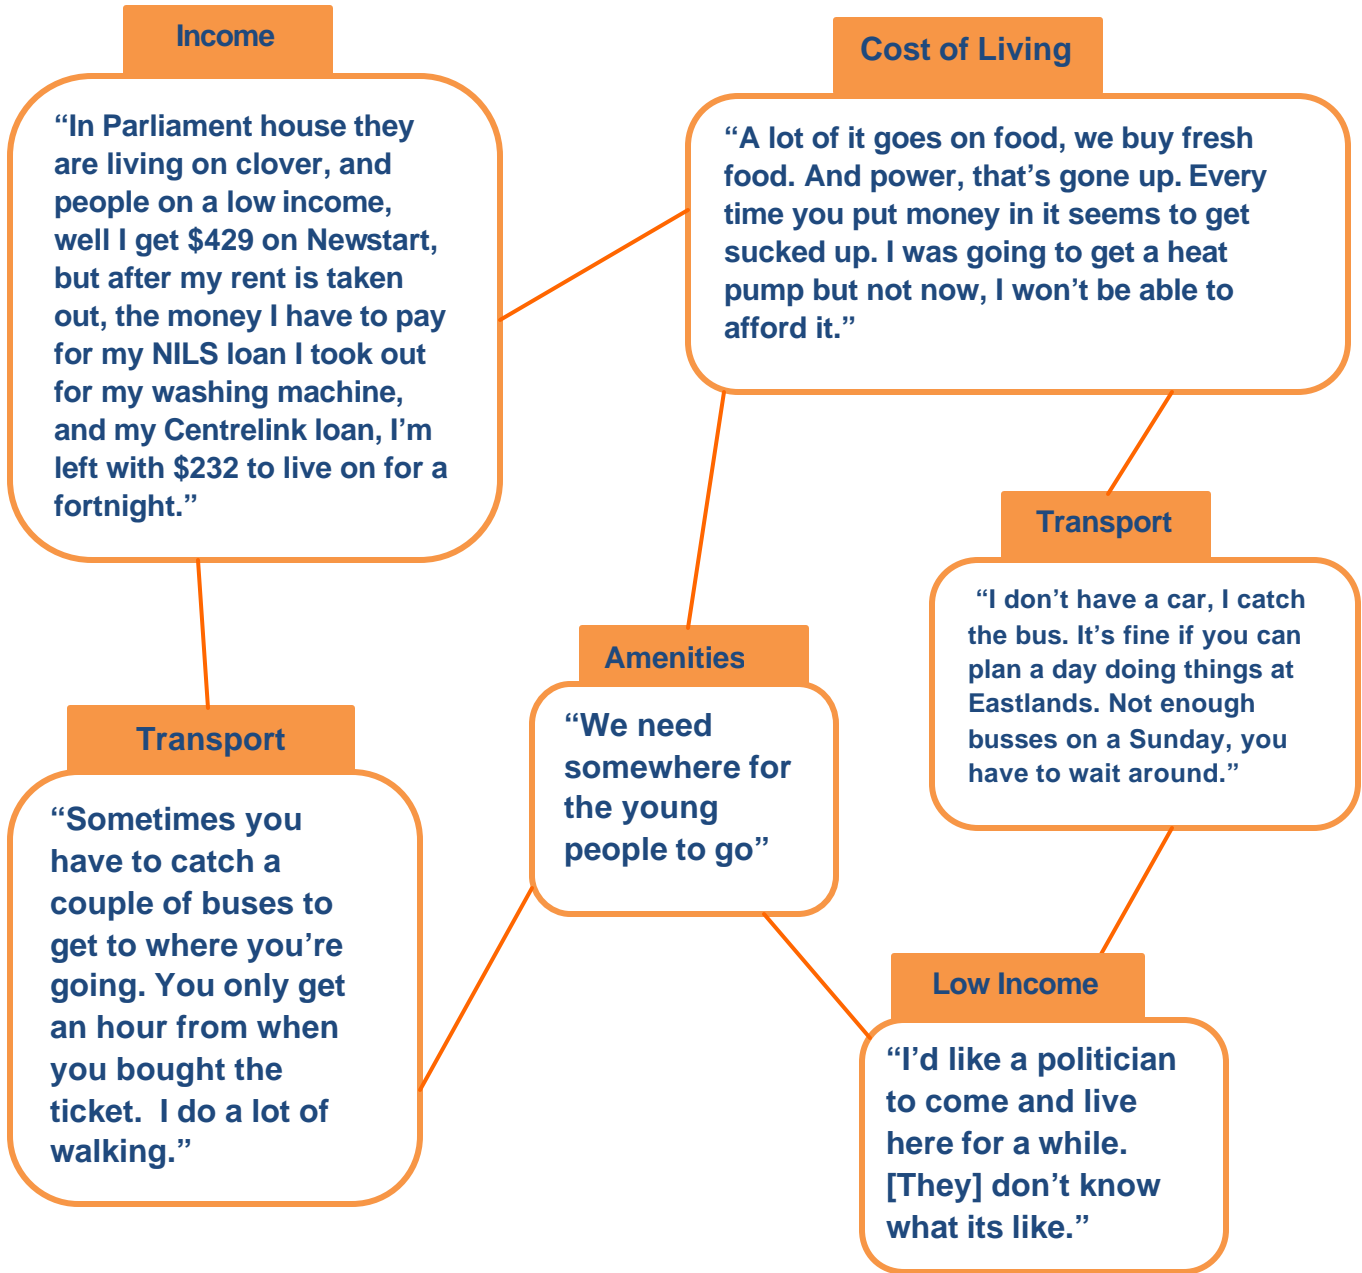 Income
“In Parliament house they
are living on clover, and
people on a low income,
well I get $429 on Newstart,
but after my rent is taken
out, the money I have to pay
for my NILS loan I took out
for my washing machine,
and my Centrelink loan, I’m
left with $232 to live on for a
fortnight.”
Cost of Living
“A lot of it goes on food, we buy fresh
food. And power, that’s gone up. Every
time you put money in it seems to get
sucked up. I was going to get a heat
pump but not now, I won’t be able to
afford it.”
Transport
“I don’t have a car, I catch
the bus. It’s fine if you can
plan a day doing things at
Eastlands. Not enough
busses on a Sunday, you
have to wait around.”
Amenities
“We need
somewhere for
the young
people to go”
Transport
“Sometimes you
have to catch a
couple of buses to
get to where you’re
going. You only get
an hour from when
you bought the
ticket.  I do a lot of
walking.”
Low Income
“I’d like a politician
to come and live
here for a while.
[They] don’t know
what its like.”